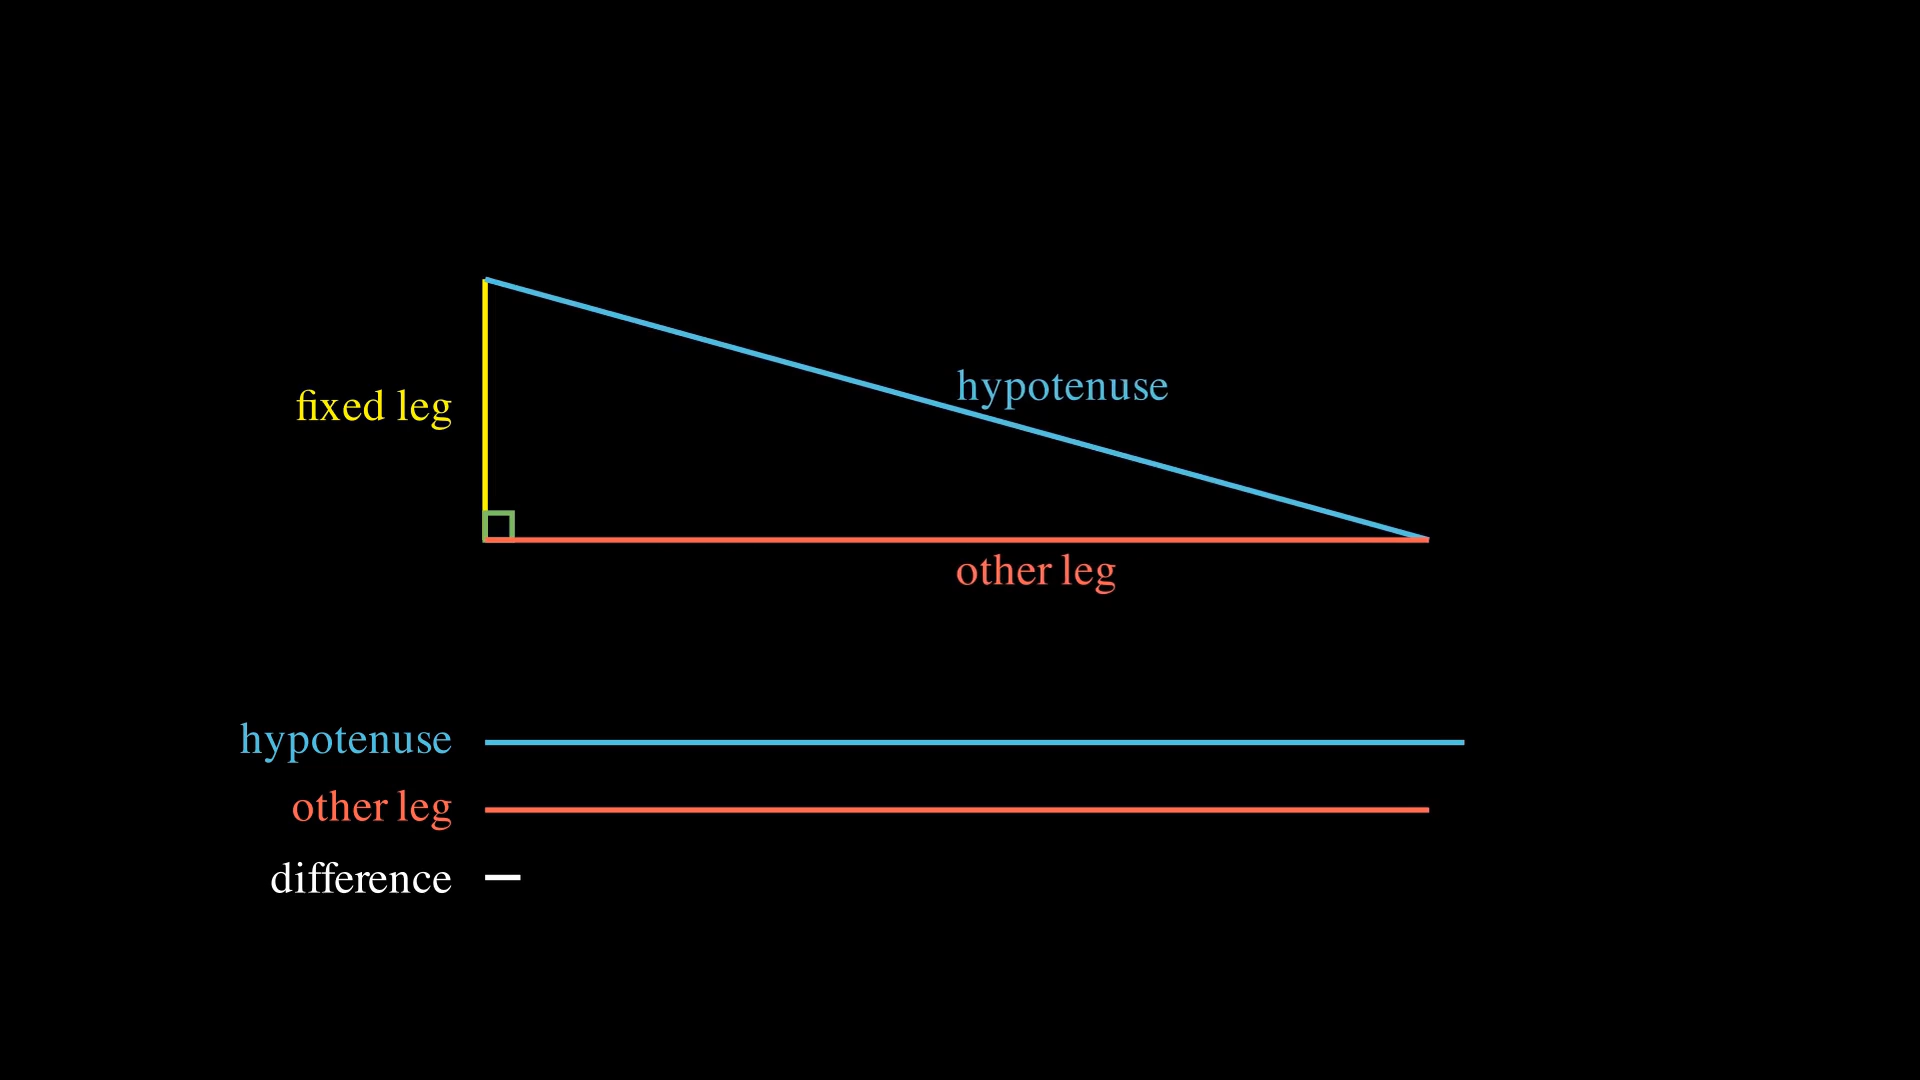 hypotenuse
fixed leg
other leg
hypotenuse
other leg
difference